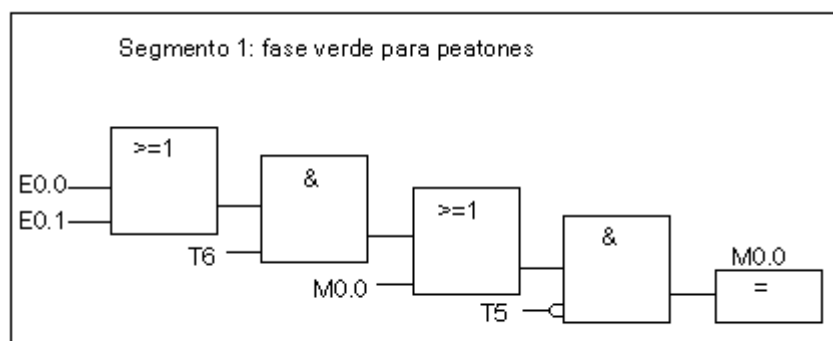 Segmento 1: fase verde para peatones
>=1
E0.0
E0.1
&
T6
>=1
M0.0
&
T5
M0.0
=